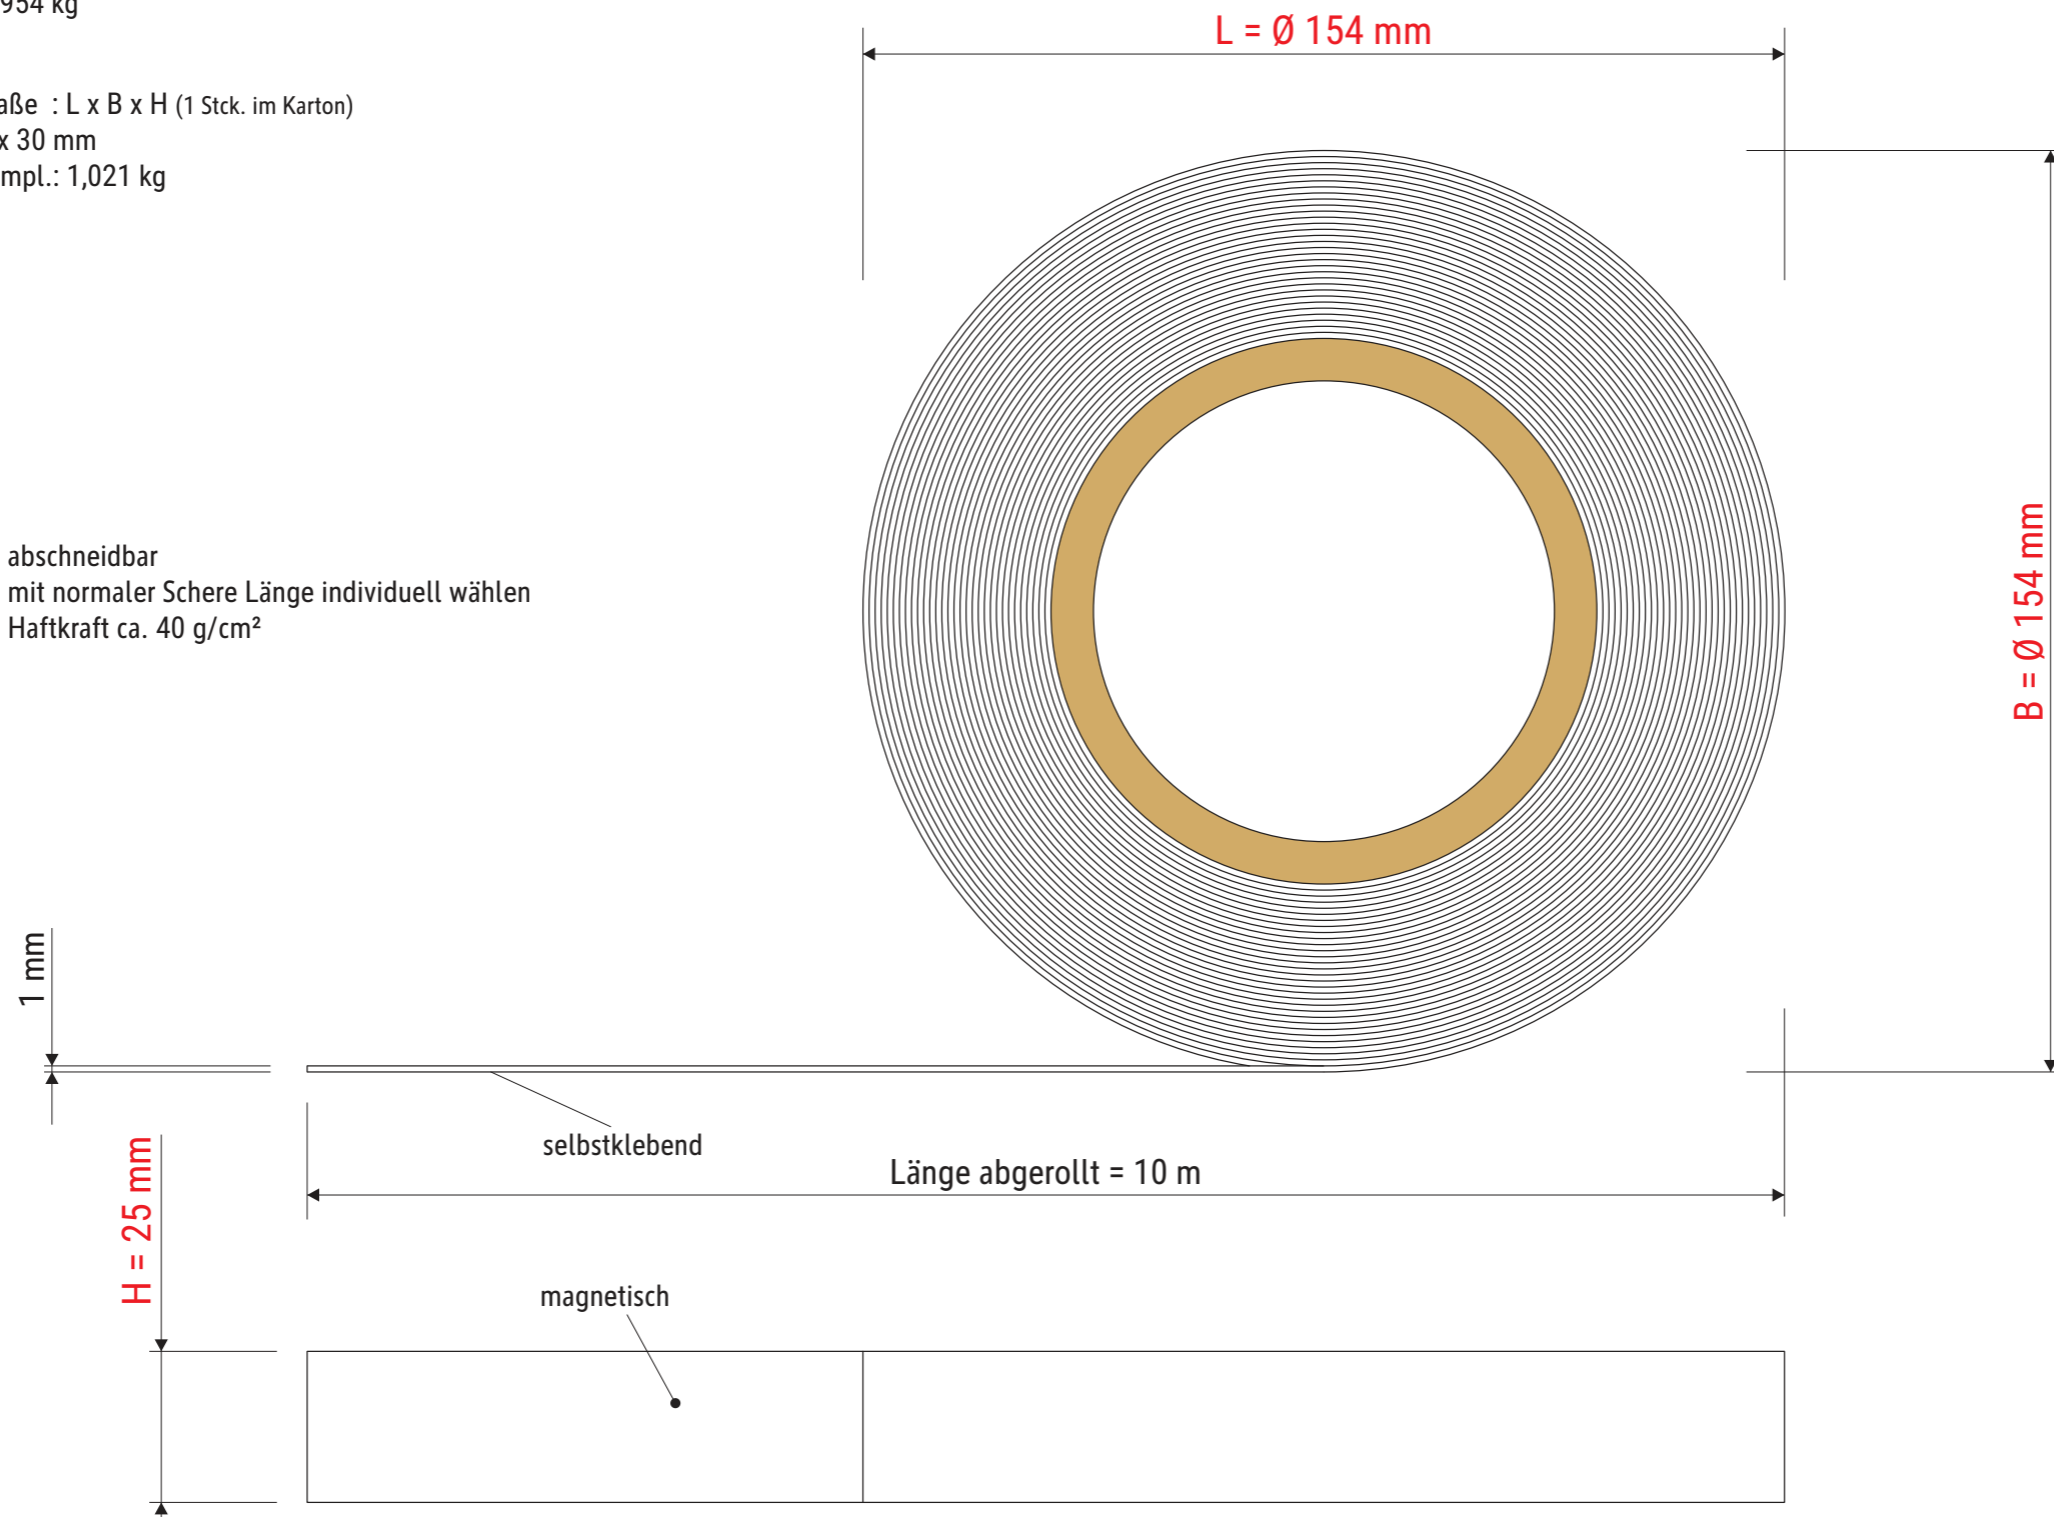 954 kg
L = Ø 154 mm
aße : L x B x H (1 Stck. im Karton)
x 30 mm
mpl.: 1,021 kg
B = Ø 154 mm
abschneidbar
mit normaler Schere Länge individuell wählen
Haftkraft ca. 40 g/cm²
1 mm
selbstklebend
Länge abgerollt = 10 m
H = 25 mm
magnetisch